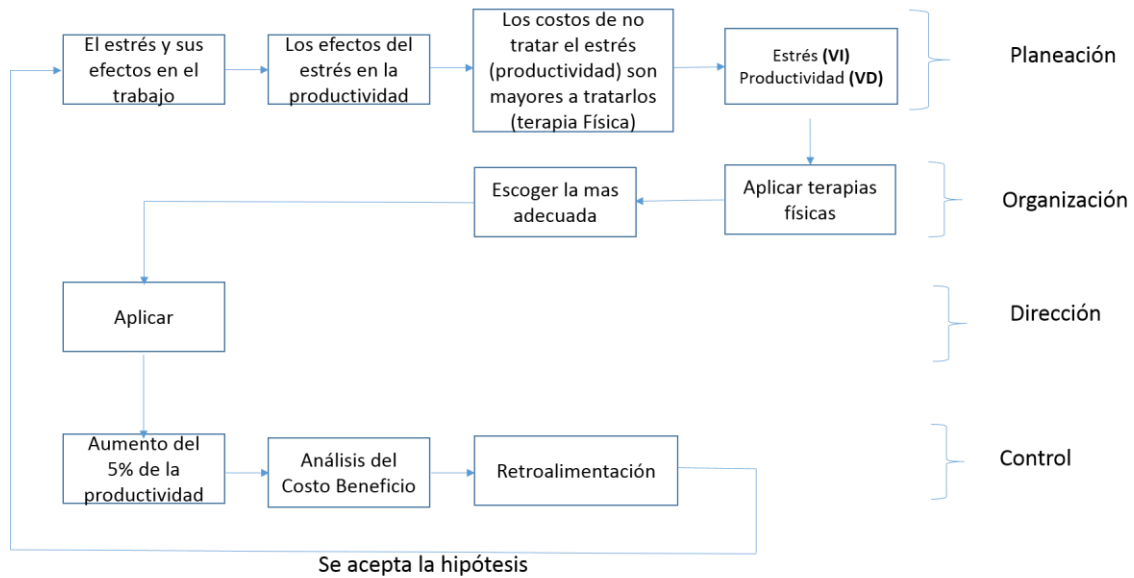 El estrés y sus
efectos en el
trabajo
Los efectos del
estrés en la
productividad
Los costos de no
tratar el estrés
(productividad) son
mayores a tratarlos
(terapia Física)
Estrés (VI)
Productividad (VD)
Planeación
Escoger la mas
adecuada
Aplicar terapias
físicas
Organización
Aplicar
Dirección
Aumento del
5% de la
productividad
Análisis del
Costo Beneficio
Retroalimentación
Control
Se acepta la hipótesis